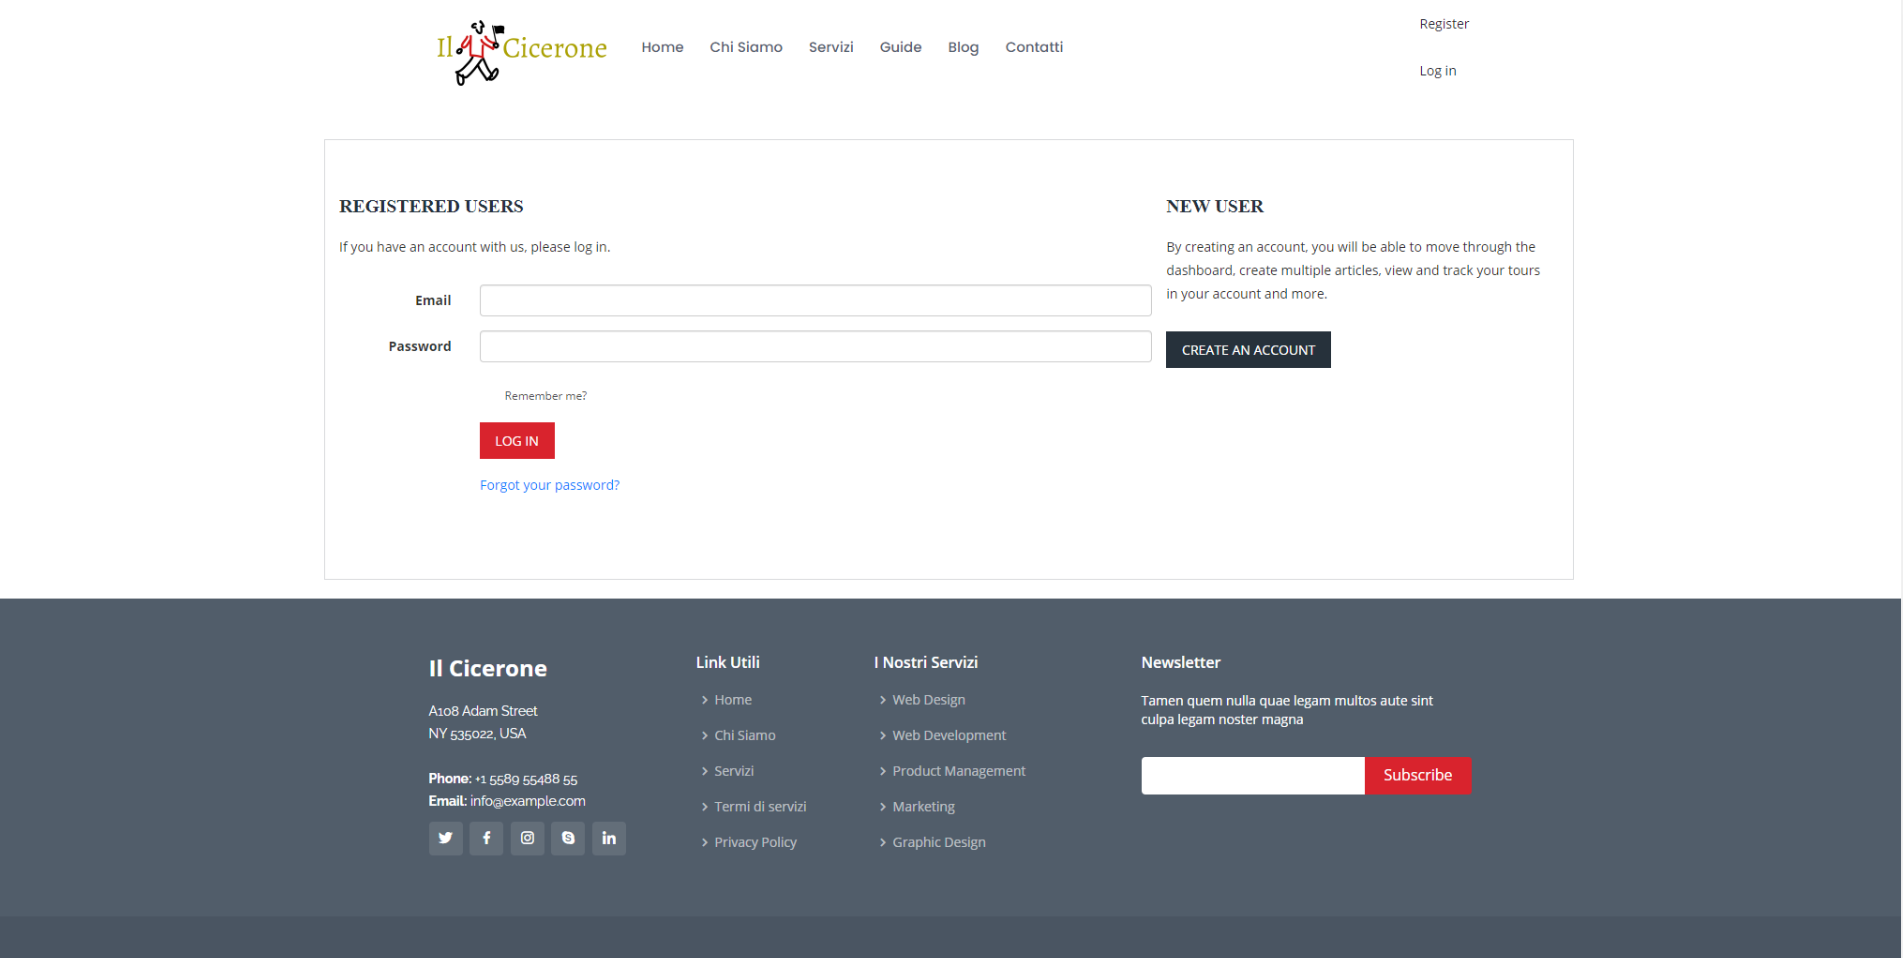 Il Cicerone
Home Chi Siamo Servizi Guide Blog Contatti
Register
Log in
REGISTERED USERS
If you have an account with us, please log in.
Email
Password
Remember me?
LOG IN
Forgot your password?
NEW USER
By creating an account, you will be able to move through the
dashboard, create multiple articles, view and track your tours
in your account and more.
CREATE AN ACCOUNT
Il Cicerone
A108 Adam Street
NY 535022, USA
Phone: +1 5589 55488 55
Email: info@example.com
Link Utili
Home
Chi Siamo
Servizi
Termi di servizi
Privacy Policy
I Nostri Servizi
Web Design
Web Development
Product Management
Marketing
Graphic Design
Newsletter
Tamen quem nulla quae legam multos aute sint
culpa legam noster magna
Subscribe